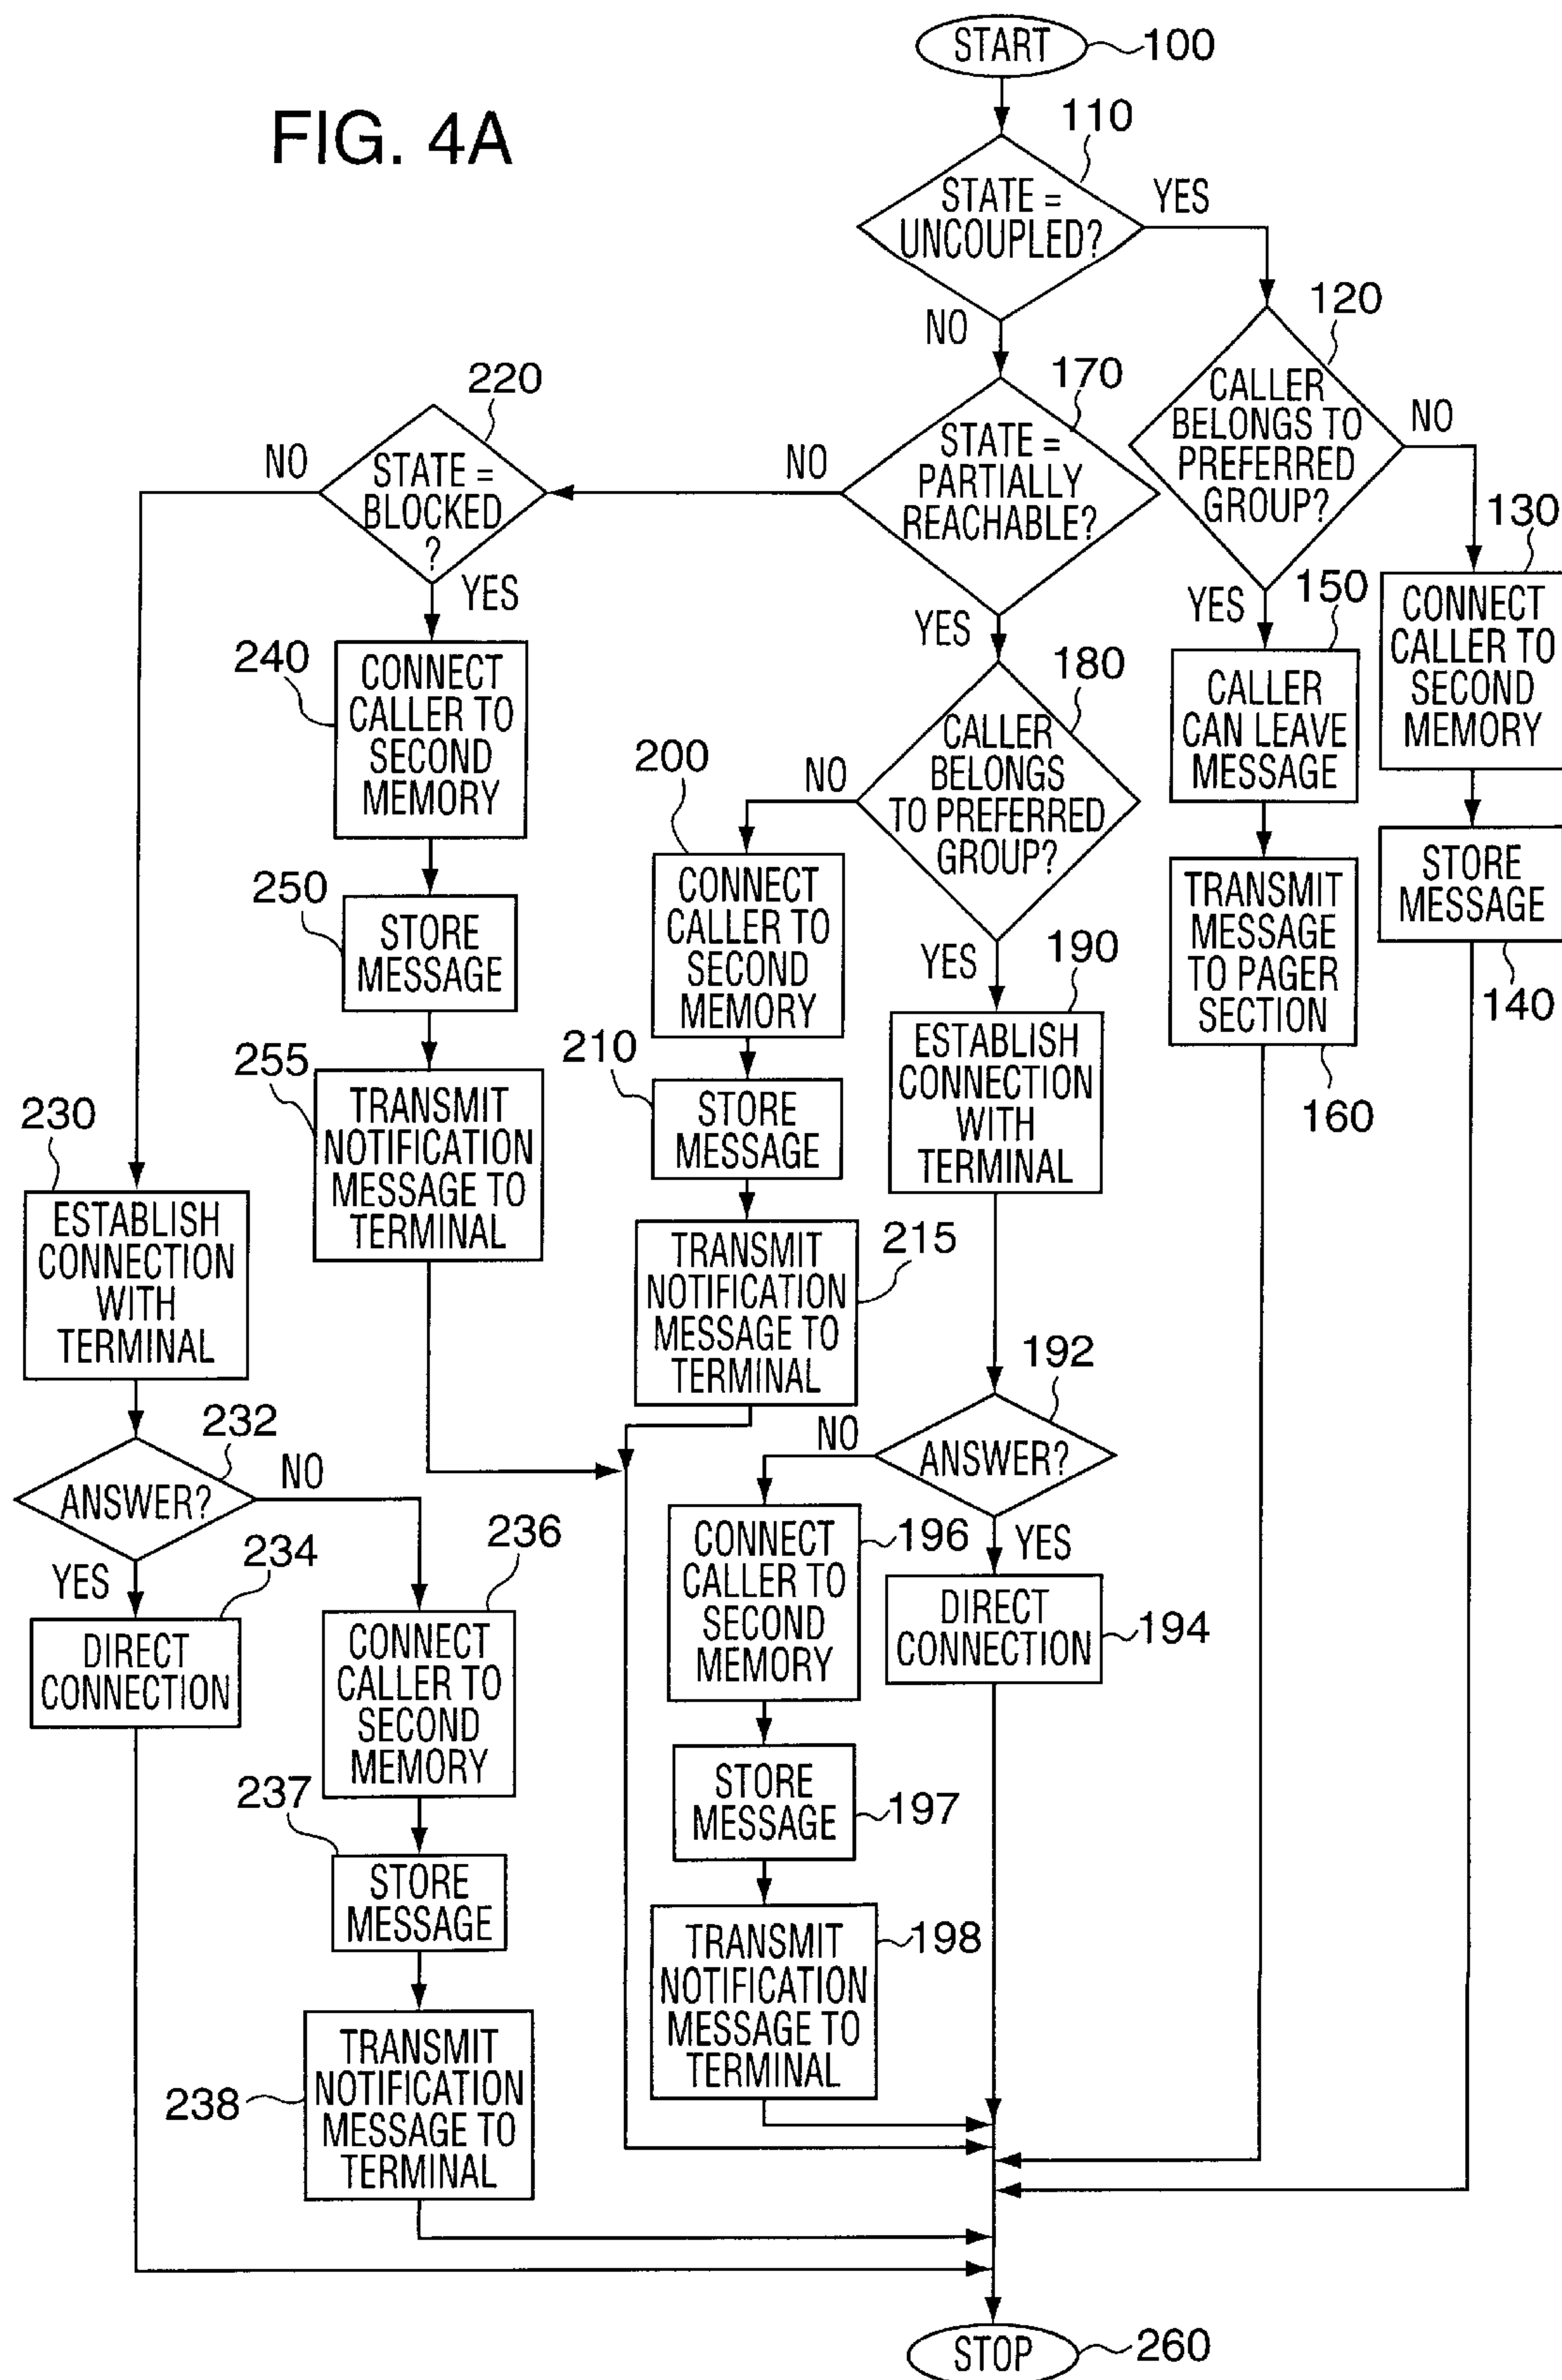 FIG. 4A
START
100
110
STATE =
UNCOUPLED?
YES
NO
120
CALLER
BELONGS TO
PREFERRED
GROUP?
NO
YES
130
CONNECT
CALLER TO
SECOND
MEMORY
STORE
MESSAGE
140
150
CALLER
CAN LEAVE
MESSAGE
TRANSMIT
MESSAGE
TO PAGER
SECTION
160
170
STATE =
PARTIALLY
REACHABLE?
NO
YES
180
CALLER
BELONGS
TO PREFERRED
GROUP?
NO
YES
190
ESTABLISH
CONNECTION
WITH
TERMINAL
192
ANSWER?
NO
YES
DIRECT
CONNECTION
194
CONNECT
CALLER TO
SECOND
MEMORY
196
STORE
MESSAGE
197
TRANSMIT
NOTIFICATION
MESSAGE TO
TERMINAL
198
200
CONNECT
CALLER TO
SECOND
MEMORY
210
STORE
MESSAGE
215
TRANSMIT
NOTIFICATION
MESSAGE TO
TERMINAL
220
STATE =
BLOCKED
?
NO
YES
240
CONNECT
CALLER TO
SECOND
MEMORY
250
STORE
MESSAGE
255
TRANSMIT
NOTIFICATION
MESSAGE TO
TERMINAL
230
ESTABLISH
CONNECTION
WITH
TERMINAL
232
ANSWER?
NO
YES
234
DIRECT
CONNECTION
236
CONNECT
CALLER TO
SECOND
MEMORY
237
STORE
MESSAGE
238
TRANSMIT
NOTIFICATION
MESSAGE TO
TERMINAL
STOP
260